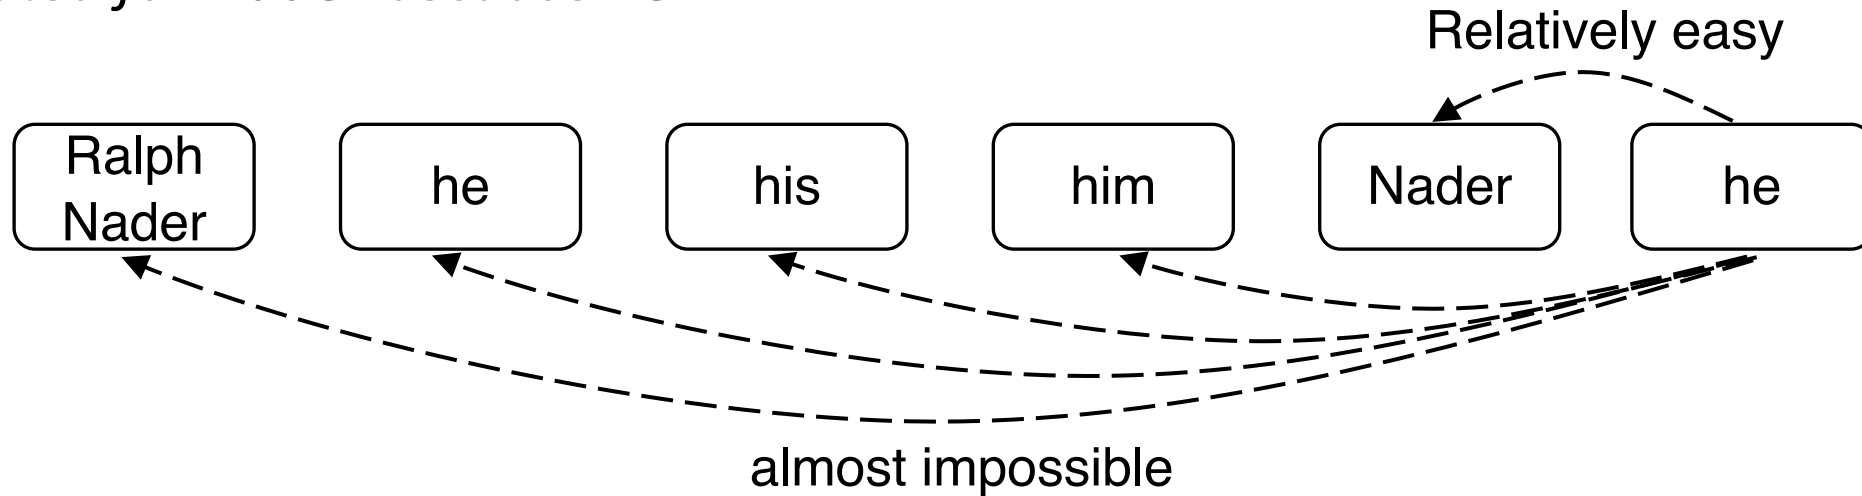 Relatively easy
Ralph
Nader
he
his
him
Nader
he
almost impossible